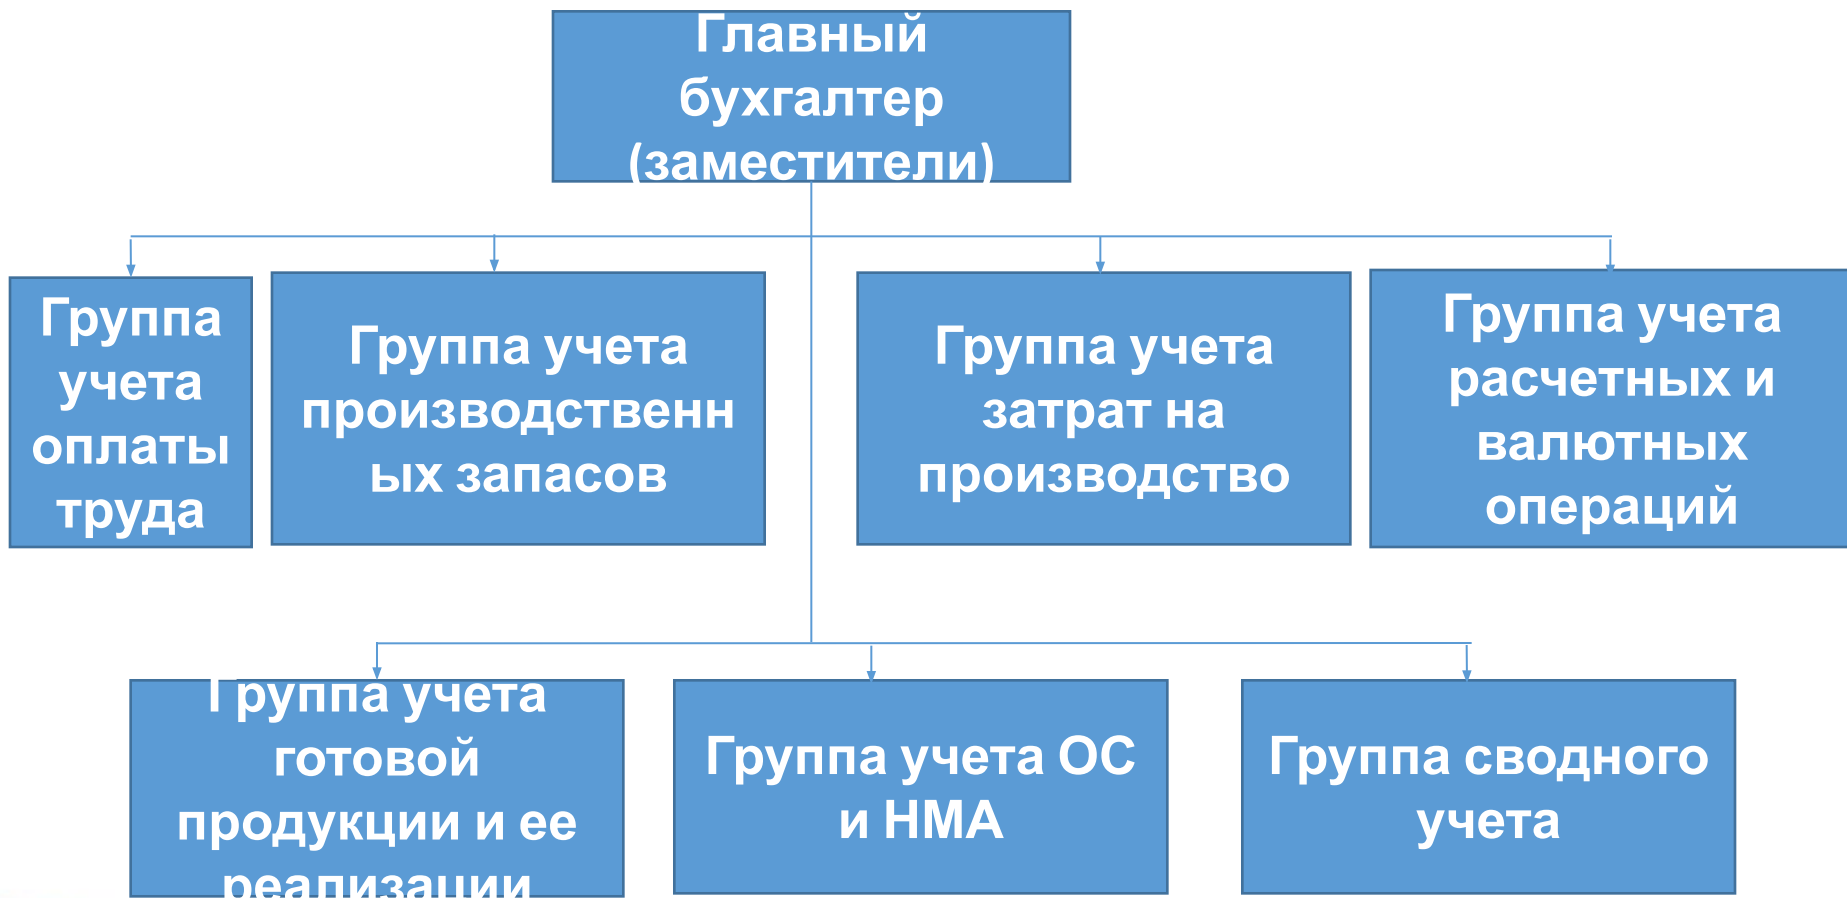 Главный
бухгалтер
(заместители)
Группа
учета
оплаты
труда
Группа учета
производственн
ых запасов
Группа учета
затрат на
производство
Группа учета
расчетных и
валютных
операций
Группа учета
готовой
продукции и ее
реализации
Группа учета ОС
и НМА
Группа сводного
учета